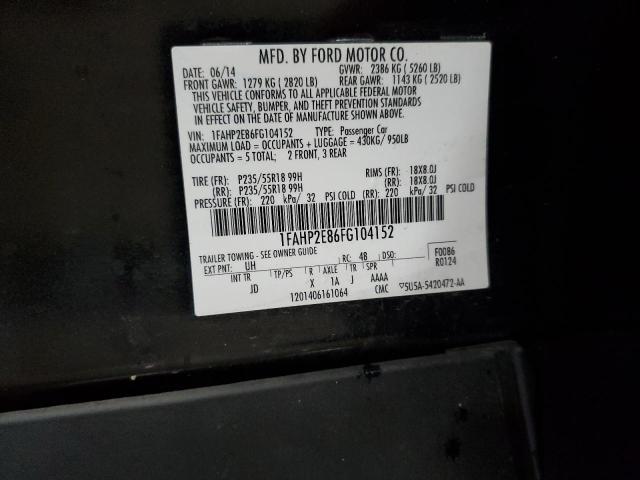 MFD. BY FORD MOTOR CO.
DATE: 06/14 GVWR: 2386 KG ( 5260 LB)
FRONT GAWR: 1279 KG ( 2820 LB) REAR GAWR: 1143 KG ( 2520 LB)
THIS VEHICLE CONFORMS TO ALL APPLICABLE FEDERAL MOTOR
VEHICLE SAFETY, BUMPER, AND THEFT PREVENTION STANDARDS
IN EFFECT ON THE DATE OF MANUFACTURE SHOWN ABOVE.
VIN: 1FAHP2E86FG104152 TYPE: Passenger Car
MAXIMUM LOAD = OCCUPANTS + LUGGAGE = 430KG/ 950LB
OCCUPANTS = 5 TOTAL; 2 FRONT, 3 REAR
TIRE (FR): P235/55R18 99H RIMS (FR): 18X8.0J
(RR): P235/55R18 99H (RR): 18X8.0J
PRESSURE (FR): 220 kPa/ 32 PSI COLD (RR): 220 kPa/ 32 PSI COLD
1FAHP2E86FG104152
TRAILER TOWING - SEE OWNER GUIDE
EXT PNT: UH RC: 48 DSO: F0086
INT TR TP/PS R AXLE TR SPR R0124
JD X 1A J AAAA
1201406161064 CMC ▽5U5A-5420472-AA